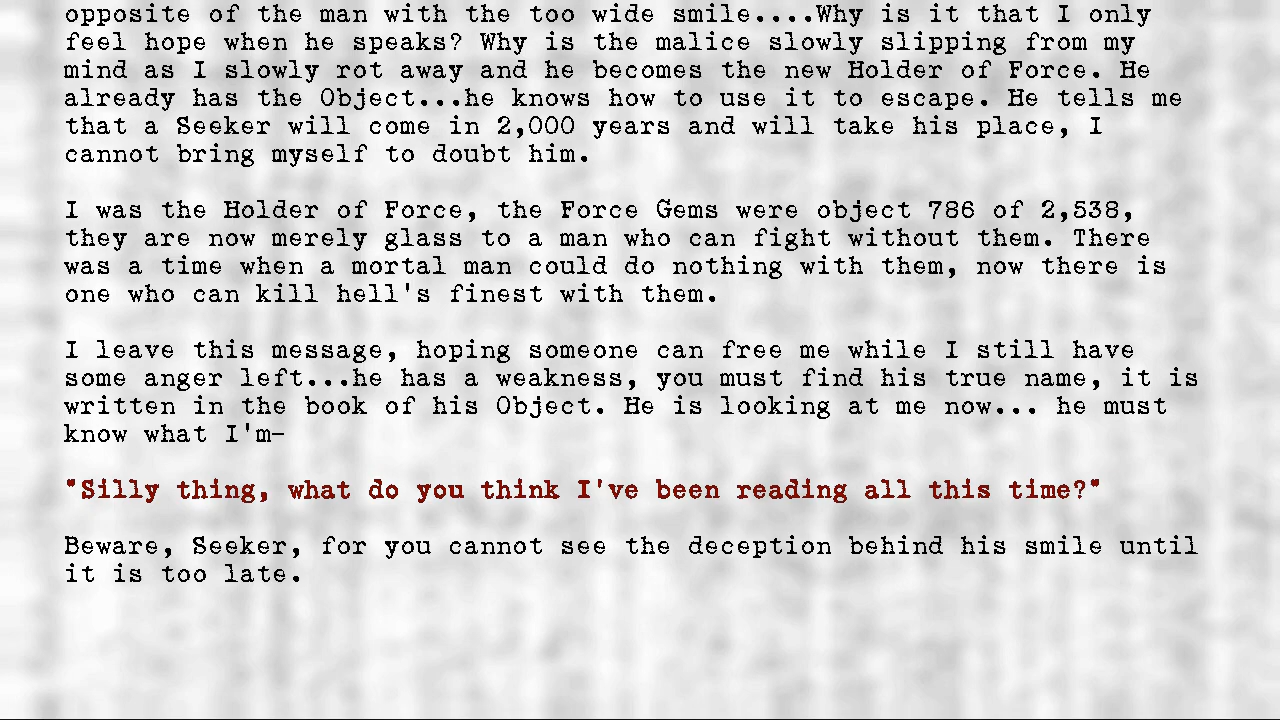 opposite of the man with the too wide smile....Why is it that I only
feel hope when he speaks? Why is the malice slowly slipping from my
mind as I slowly rot away and he becomes the new Holder of Force. He
already has the Object...he knows how to use it to escape. He tells me
that a Seeker will come in 2,000 years and will take his place, I
cannot bring myself to doubt him.
I was the Holder of Force, the Force Gems were object 786 of 2,538,
they are now merely glass to a man who can fight without them. There
was a time when a mortal man could do nothing with them, now there is
one who can kill hell's finest with them.
I leave this message, hoping someone can free me while I still have
some anger left...he has a weakness, you must find his true name, it is
written in the book of his Object. He is looking at me now... he must
know what I'm-
"Silly thing, what do you think I've been reading all this time?"
Beware, Seeker, for you cannot see the deception behind his smile until
it is too late.